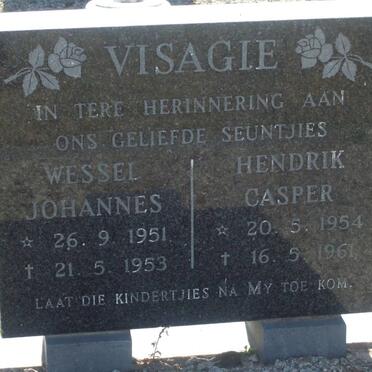 VISAGIE
IN TERE HERINNERING AAN
ONS GELIEFDE SEUNTJIES
WESSEL
JOHANNES
☆ 26.9.1951
† 21.5.1953
HENDRIK
CASPER
☆ 20.5.1954
† 16.5.1961
LAAT DIE KINDERTJIES NA MY TOE KOM.